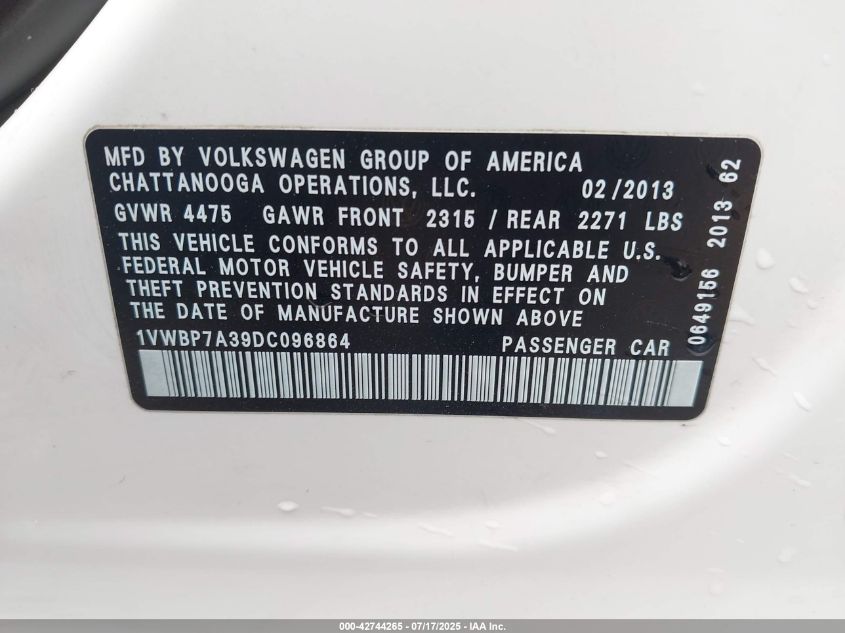 MFD BY VOLKSWAGEN GROUP OF AMERICA
CHATTANOOGA OPERATIONS, LLC. 02/2013
GVWR 4475 GAWR FRONT 2315 / REAR 2271 LBS
THIS VEHICLE CONFORMS TO ALL APPLICABLE U.S.
FEDERAL MOTOR VEHICLE SAFETY, BUMPER AND
THEFT PREVENTION STANDARDS IN EFFECT ON
THE DATE OF MANUFACTURE SHOWN ABOVE
1VWBP7A39DC096864 PASSENGER CAR
0649156 2013 62
000-42744265 - 07/17/2025 - IAA Inc.